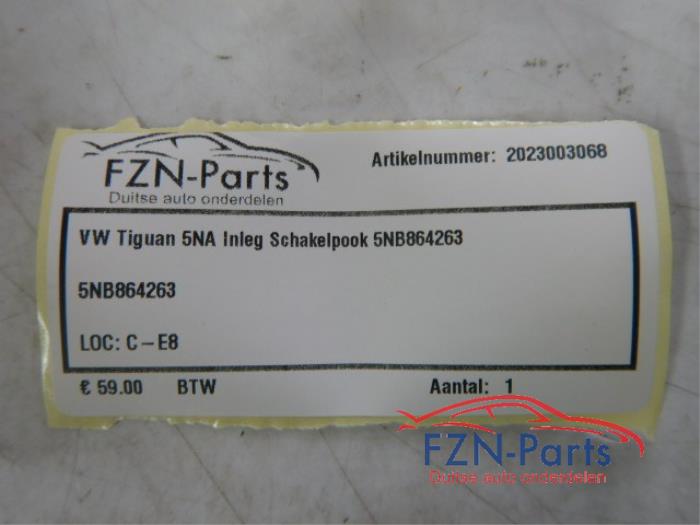 FZN-Parts
Duitse auto onderdelen
Artikelnummer: 2023003068
VW Tiguan 5NA Inleg Schakelpook 5NB864263
5NB864263
LOC: C-E8
€ 59.00 BTW Aantal: 1
FZN-Parts
Duitse auto onderdelen